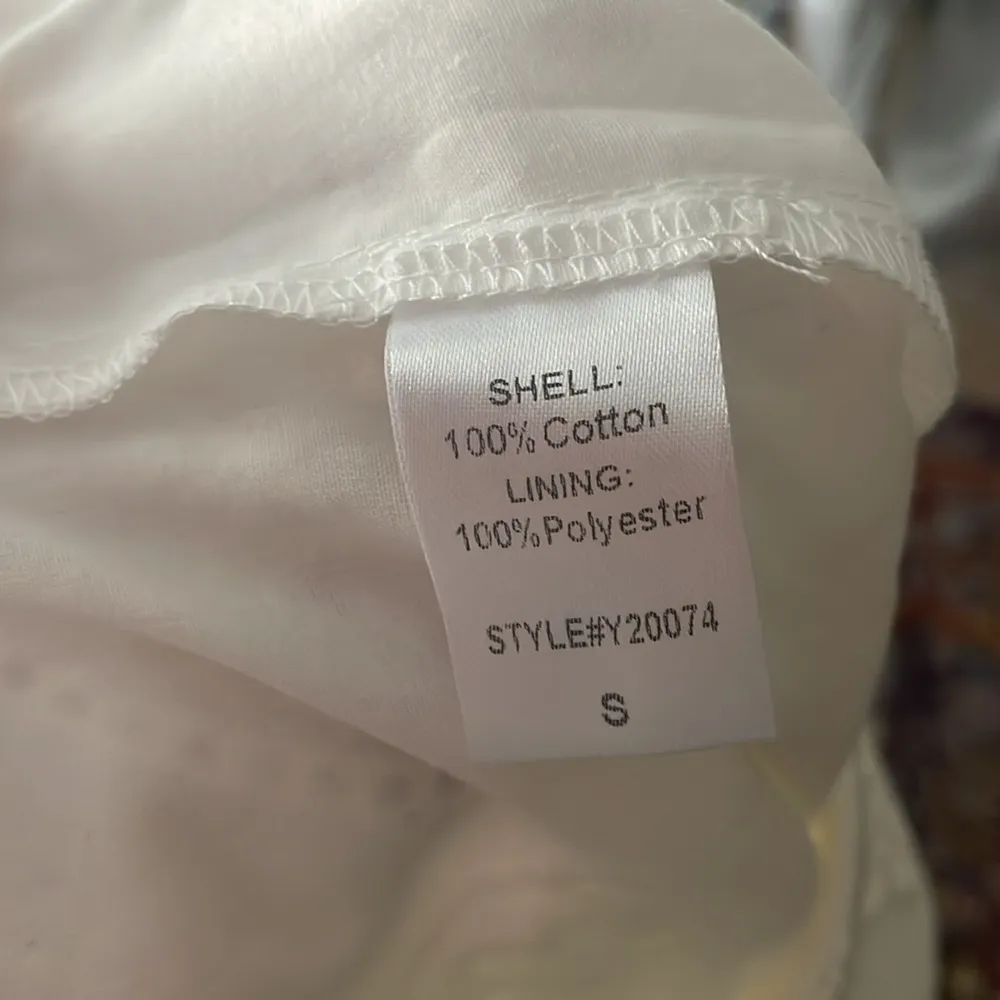 SHELL:
100% Cotton
LINING:
100%Polyester
STYLE#Y20074
S